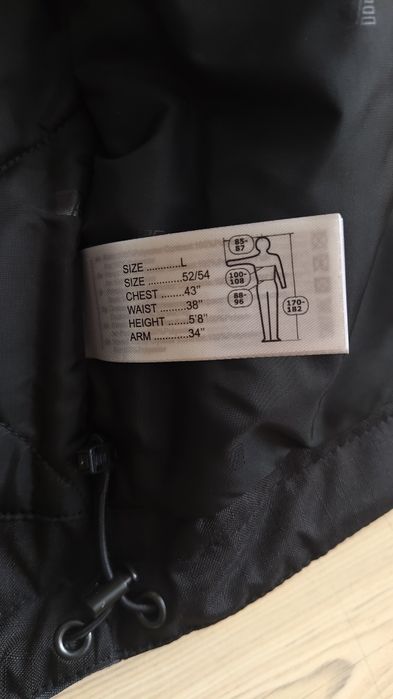 SIZE ............L
SIZE ............52/54
CHEST ........43"
WAIST .........38"
HEIGHT .......5'8"
ARM ............34"
85-
87
100-
108
88-
96
170-
182